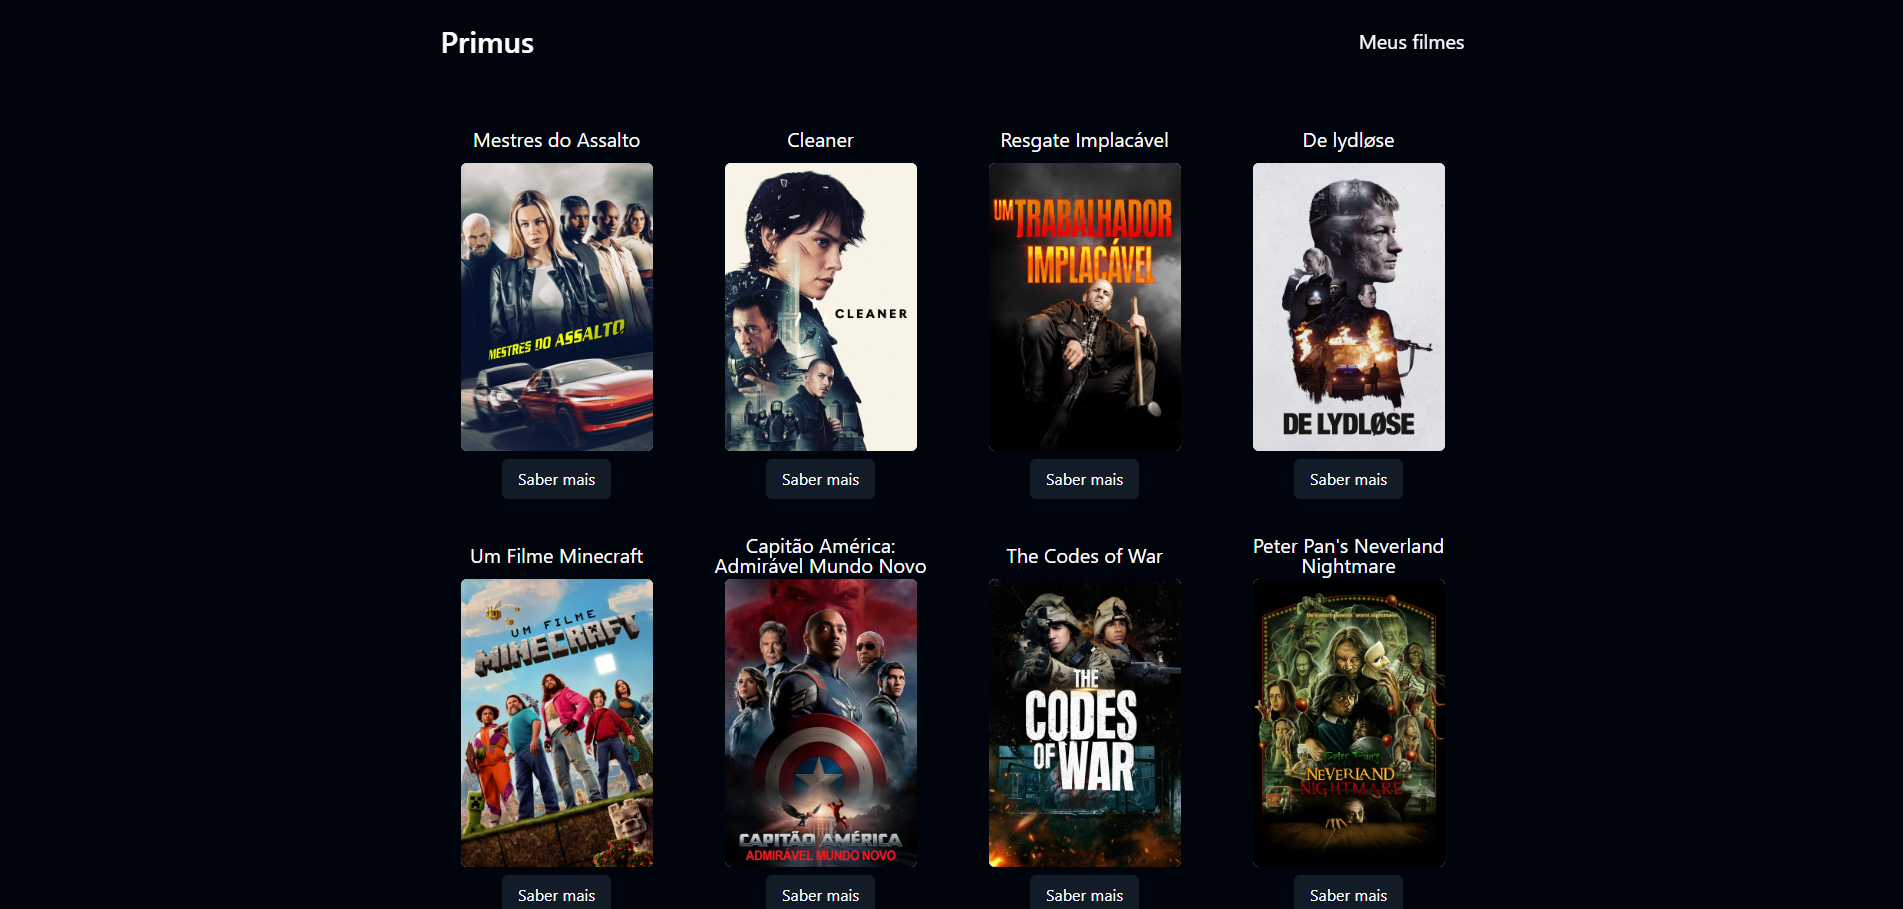 Primus
Meus filmes
Mestres do Assalto
Cleaner
Resgate Implacável
De lydløse
MESTRES DO ASSALTO
CLEANER
UM TRABALHADOR
IMPLACÁVEL
DE LYDLØSE
Saber mais
Saber mais
Saber mais
Saber mais
Um Filme Minecraft
Capitão América:
Admirável Mundo Novo
The Codes of War
Peter Pan's Neverland
Nightmare
UM FILME
MINECRAFT
CAPITÃO AMÉRICA
ADMIRÁVEL MUNDO NOVO
THE
CODES
OF WAR
Peter Pan's
NEVERLAND
NIGHTMARE
Saber mais
Saber mais
Saber mais
Saber mais